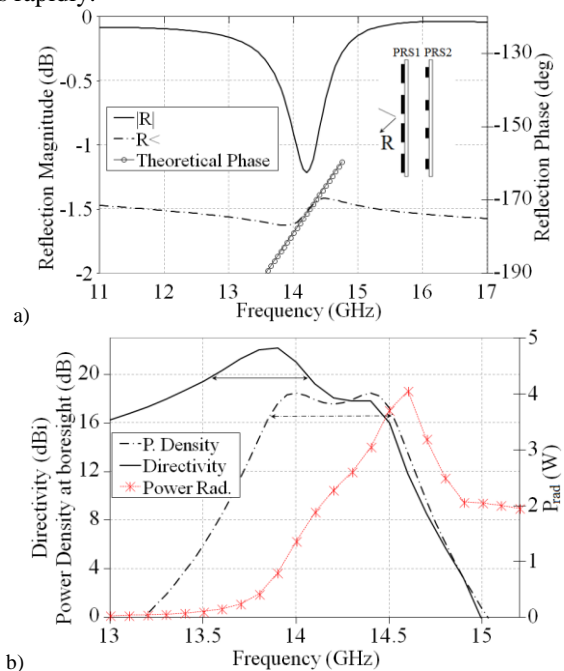 s rapidly.
0
-0.5
-1
-1.5
-2
Reflection Magnitude (dB)
-130
-150
-170
-190
Reflection Phase (deg)
PRS1 PRS2
R
|R|
R<
Theoretical Phase
11 12 13 14 15 16 17
Frequency (GHz)
a)
20
16
12
8
4
0
Directivity (dBi)
Power Density at boresight (dB)
5
4
3
2
1
0
Prad (W)
P. Density
Directivity
Power Rad.
13 13.5 14 14.5 15
Frequency (GHz)
b)